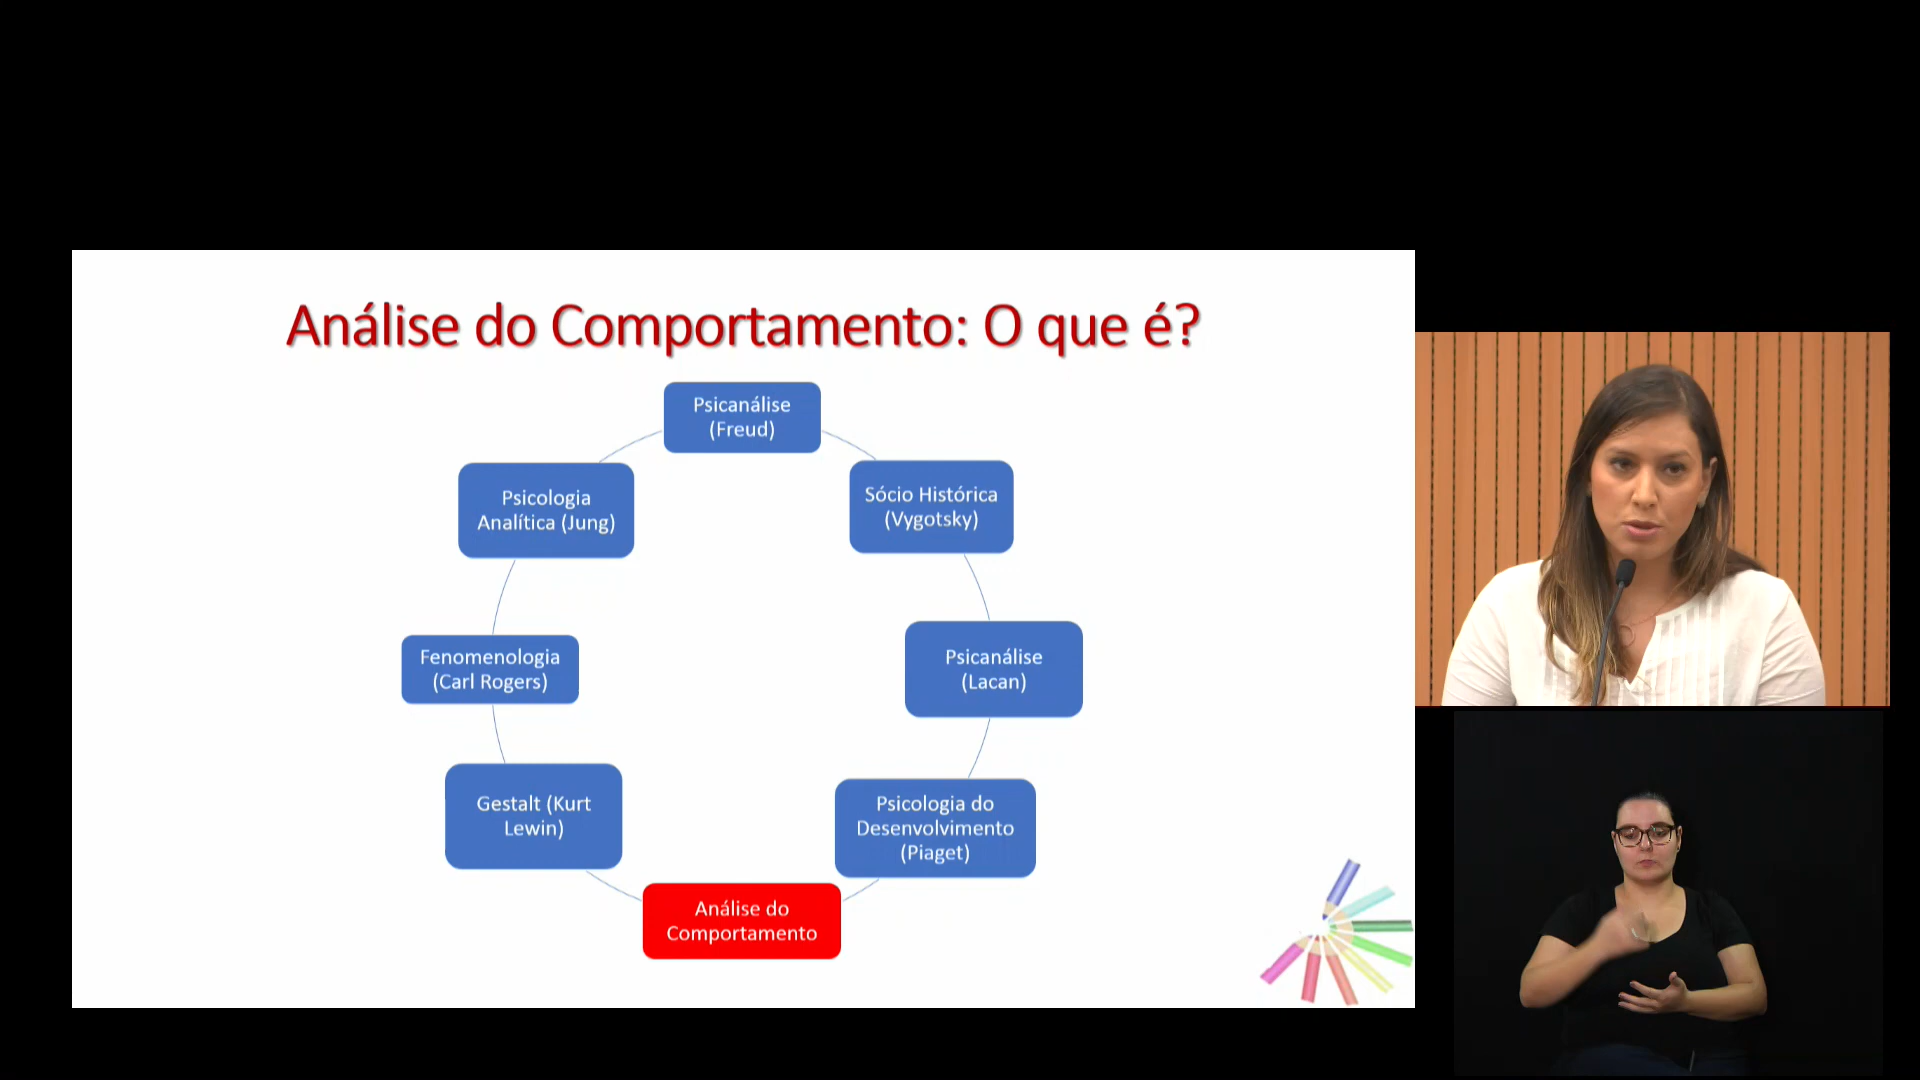 Análise do Comportamento: O que é?
Psicanálise
(Freud)
Sócio Histórica
(Vygotsky)
Psicanálise
(Lacan)
Psicologia do
Desenvolvimento
(Piaget)
Análise do
Comportamento
Gestalt (Kurt
Lewin)
Fenomenologia
(Carl Rogers)
Psicologia
Analítica (Jung)